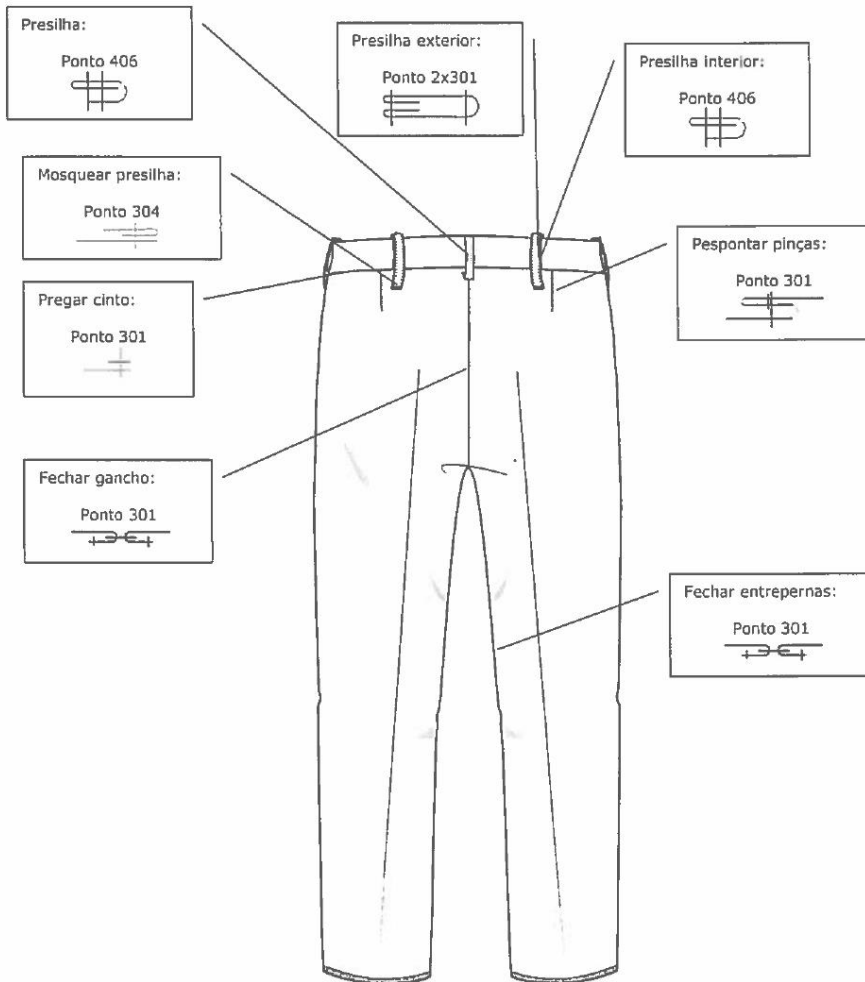 Presilha:
Ponto 406
Presilha exterior:
Ponto 2x301
Presilha interior:
Ponto 406
Mosquear presilha:
Ponto 304
Pespontar pinças:
Ponto 301
Pregar cinto:
Ponto 301
Fechar gancho:
Ponto 301
Fechar entrepernas:
Ponto 301